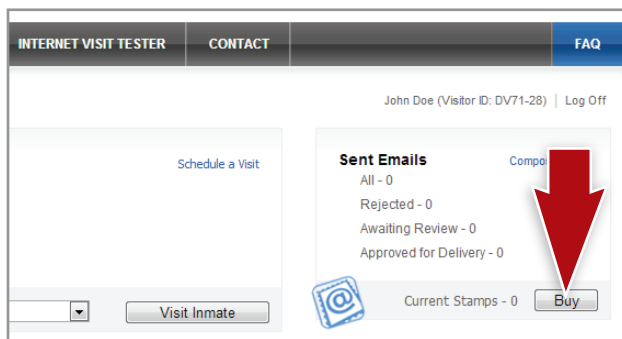 INTERNET VISIT TESTER CONTACT FAQ
John Doe (Visitor ID: DV71-28) | Log Off
Schedule a Visit
Sent Emails
All - 0
Rejected - 0
Awaiting Review - 0
Approved for Delivery - 0
Current Stamps - 0 Buy
Visit Inmate